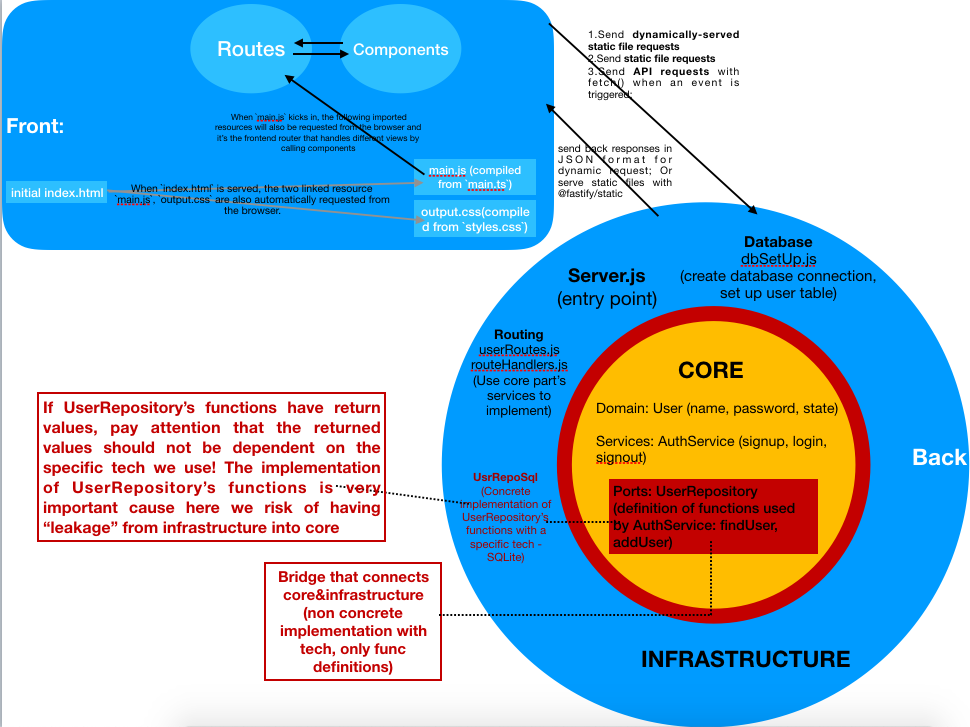 Routes
Components
When `main.js` kicks in, the following imported
resources will also be requested from the browser and
it's the frontend router that handles different views by
calling components
Front:
main.js (compiled
from `main.ts`)
initial index.html
When `index.html` is served, the two linked resource
`main.js`, `output.css` are also automatically requested from
the browser.
output.css(compile
d from `styles.css`)
1.Send dynamically-served
static file requests
2.Send static file requests
3.Send API requests with
fetch() when an event is
triggered;
send back responses in
JSON format for
dynamic request; Or
serve static files with
@fastify/static
Database
dbSetUp.js
(create database connection,
set up user table)
Server.js
(entry point)
Routing
userRoutes.js
routeHandlers.js
(Use core part's
services to
implement)
CORE
Domain: User (name, password, state)
Services: AuthService (signup, login,
signout)
Ports: UserRepository
(definition of functions used
by AuthService: findUser,
addUser)
Back
UsrRepoSql
(Concrete
implementation of
UserRepository's
functions with a
specific tech -
SQLite)
If UserRepository's functions have return
values, pay attention that the returned
values should not be dependent on the
specific tech we use! The implementation
of UserRepository's functions is very
important cause here we risk of having
“leakage” from infrastructure into core
Bridge that connects
core&infrastructure
(non concrete
implementation with
tech, only func
definitions)
INFRASTRUCTURE